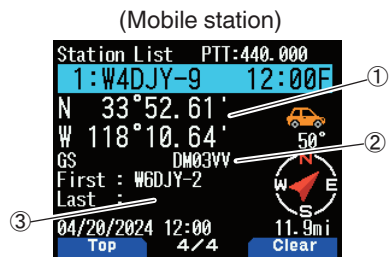 (Mobile station)
Station List PTT:440.000
1:W4DJY-9 12:00F
①
N 33°52.61'
W 118°10.64'
50°
②
GS DM03VV
N
First : W6DJY-2
W E
Last :
③
S
04/20/2024 12:00 11.9mi
Top 4/4 Clear